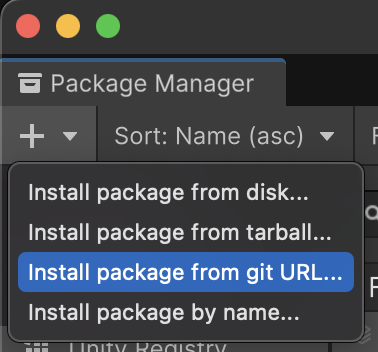 Package Manager
Sort: Name (asc)
Install package from disk...
Install package from tarball...
Install package from git URL...
Install package by name...
Unity Registry